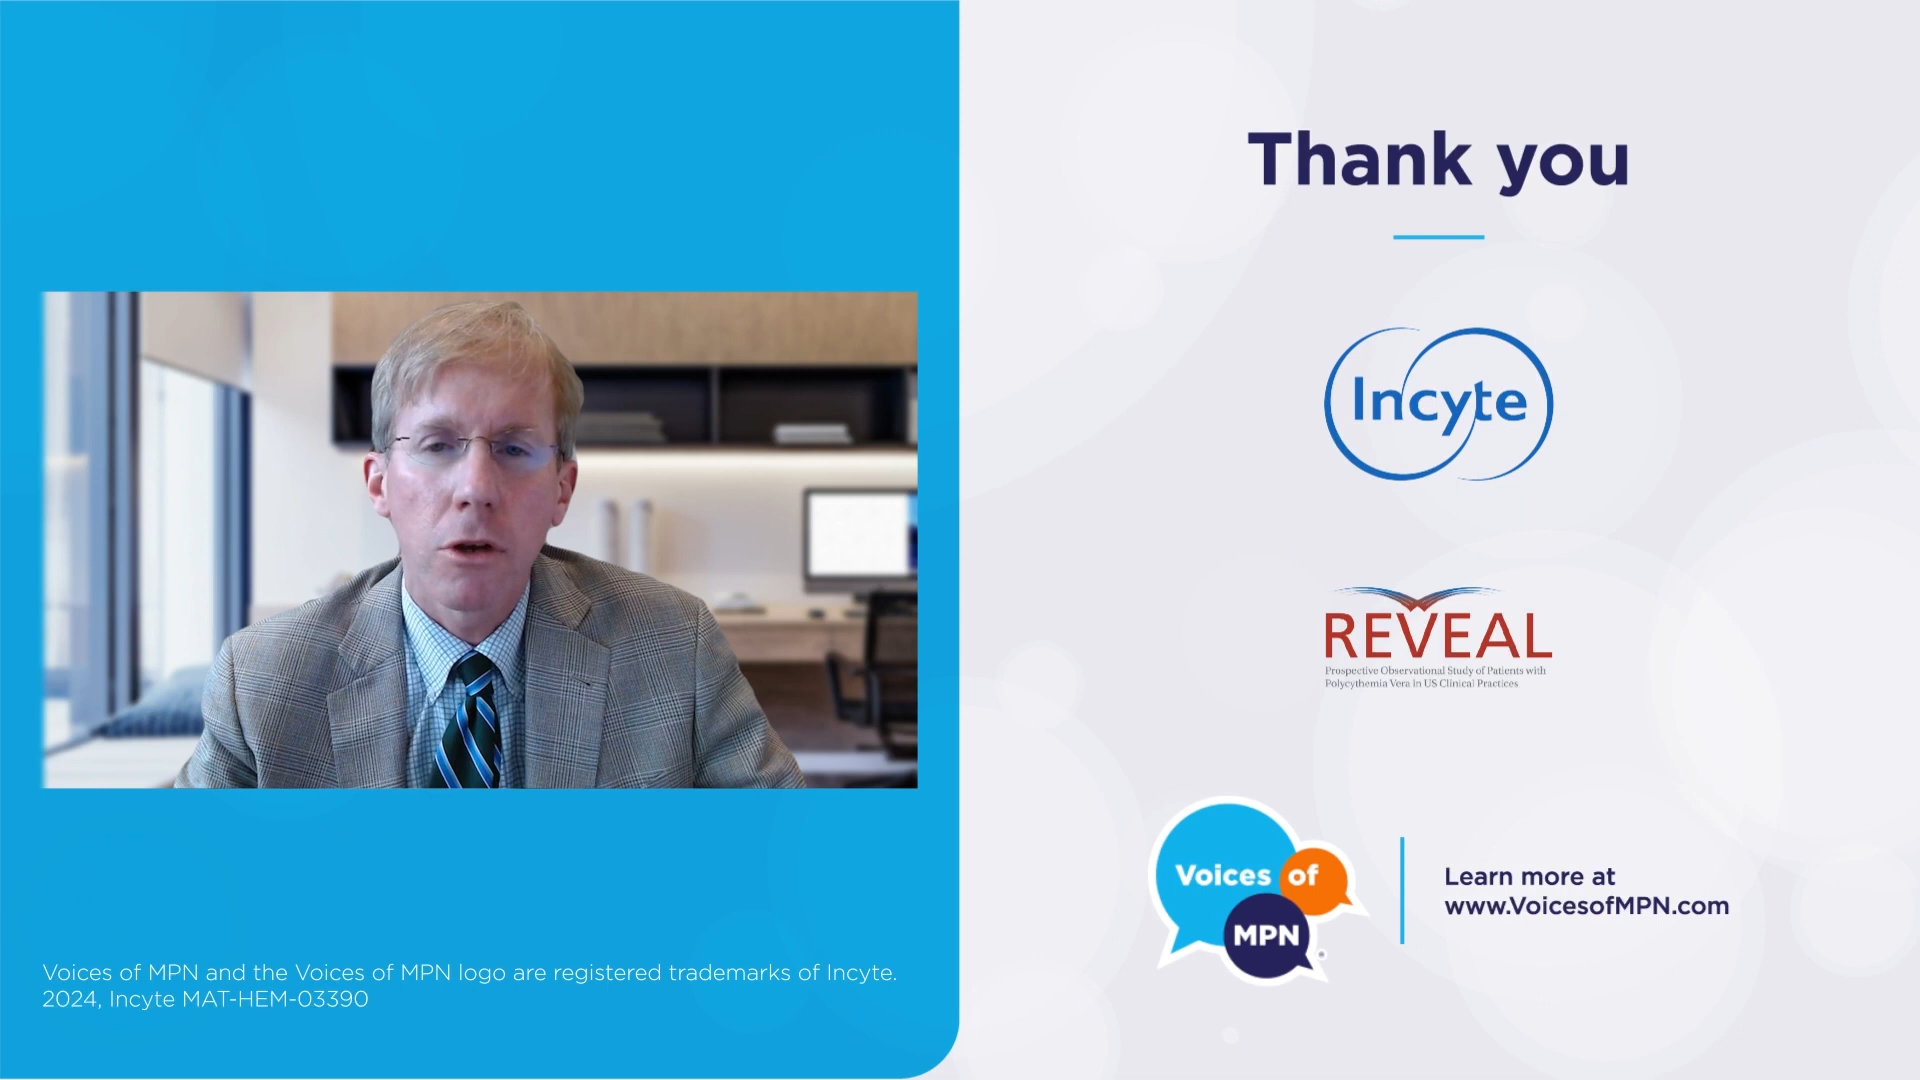 Thank you
Incyte
REVEAL
Prospective Observational Study of Patients with
Polycythemia Vera in US Clinical Practices
Voices of
MPN
Learn more at
www.VoicesofMPN.com
Voices of MPN and the Voices of MPN logo are registered trademarks of Incyte.
2024, Incyte MAT-HEM-03390